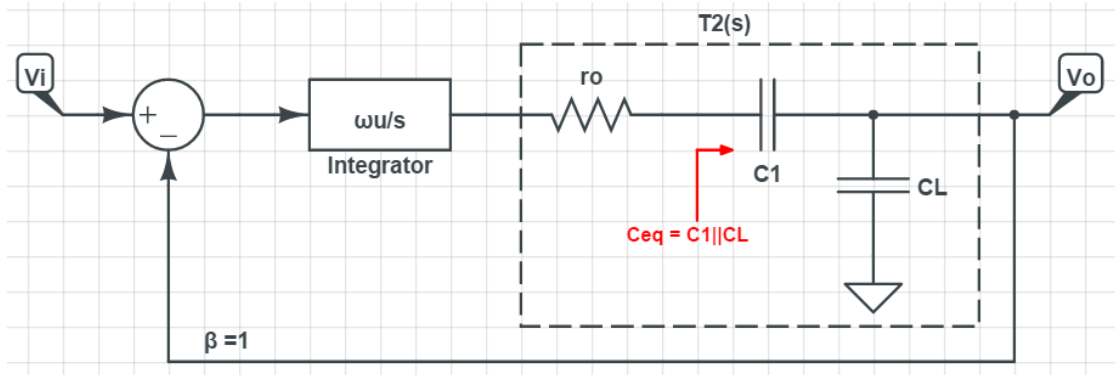 T2(s)
Vi
ro
Vo
+
−
ωu/s
Integrator
C1
CL
Ceq = C1||CL
β =1